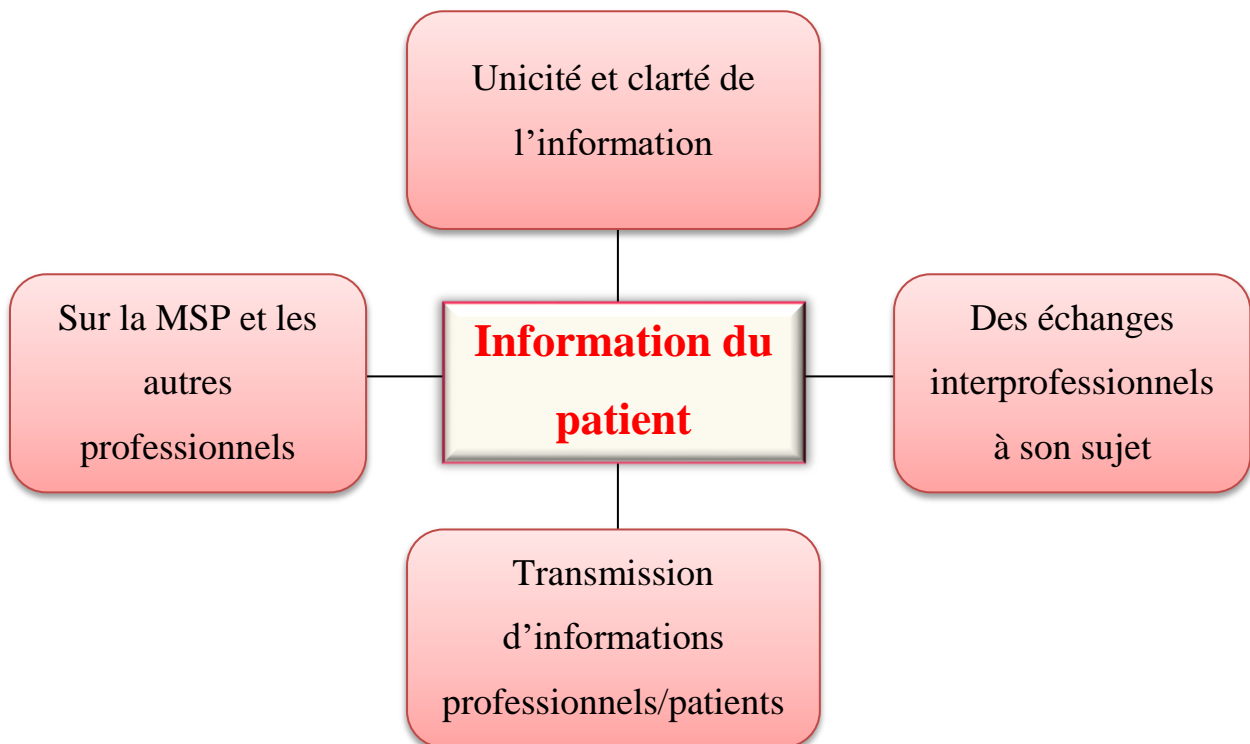 Unicité et clarté de
l’information
Sur la MSP et les
autres
professionnels
Information du
patient
Des échanges
interprofessionnels
à son sujet
Transmission
d’informations
professionnels/patients